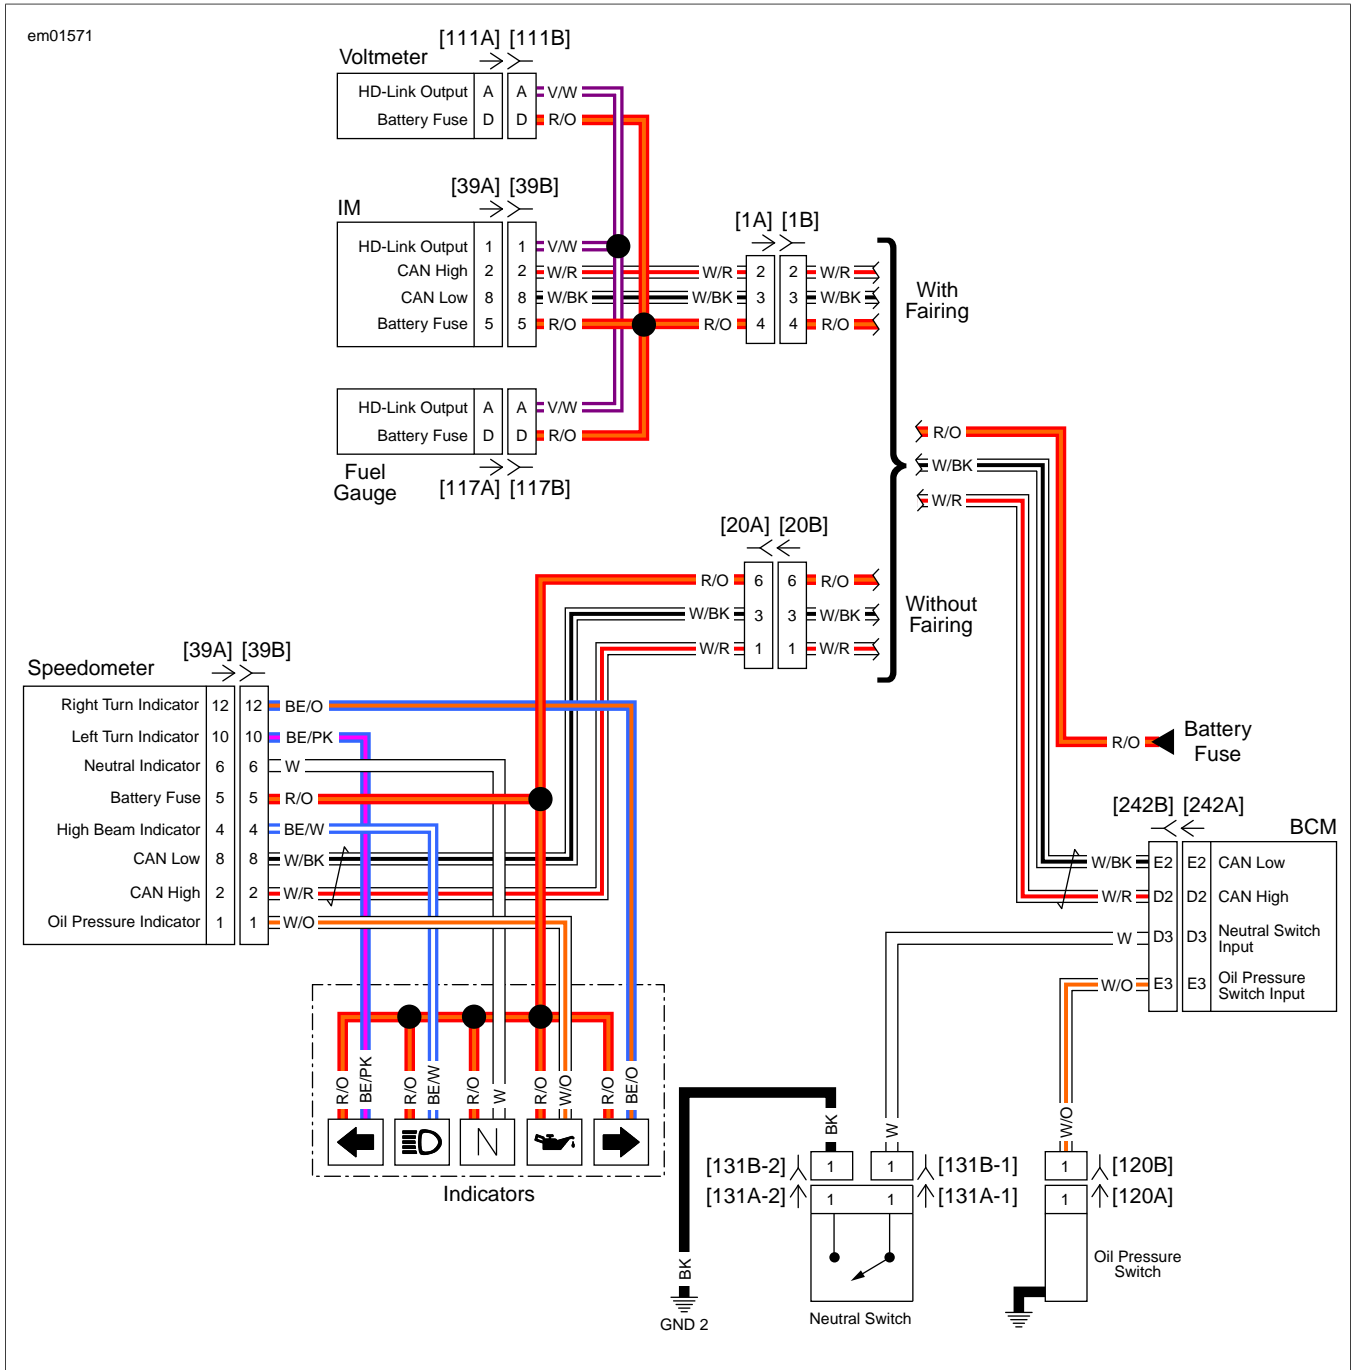 em01571
[111A] [111B]
Voltmeter
HD-Link Output A A V/W
Battery Fuse D D R/O
[39A] [39B]
IM
HD-Link Output 1 1 V/W
CAN High 2 2 W/R W/R
CAN Low 8 8 W/BK W/BK
Battery Fuse 5 5 R/O R/O
[1A] [1B]
2 2 W/R
3 3 W/BK
4 4 R/O
With
Fairing
HD-Link Output A A V/W
Battery Fuse D D R/O
Fuel
Gauge
[117A] [117B]
R/O
W/BK
W/R
[20A] [20B]
R/O 6 6 R/O
W/BK 3 3 W/BK
W/R 1 1 W/R
Without
Fairing
[39A] [39B]
Speedometer
Right Turn Indicator 12 12 BE/O
Left Turn Indicator 10 10 BE/PK
Neutral Indicator 6 6 W
Battery Fuse 5 5 R/O
High Beam Indicator 4 4 BE/W
CAN Low 8 8 W/BK
CAN High 2 2 W/R
Oil Pressure Indicator 1 1 W/O
R/O
Battery
Fuse
[242B] [242A]
BCM
W/BK E2 E2 CAN Low
W/R D2 D2 CAN High
W D3 D3 Neutral Switch
Input
W/O E3 E3 Oil Pressure
Switch Input
R/O BE/PK R/O BE/W R/O W R/O W/O R/O BE/O
N
Indicators
BK W W/O
[131B-2] 1 1 [131B-1] 1 [120B]
[131A-2] 1 1 [131A-1] 1 [120A]
BK
GND 2
Neutral Switch
Oil Pressure
Switch